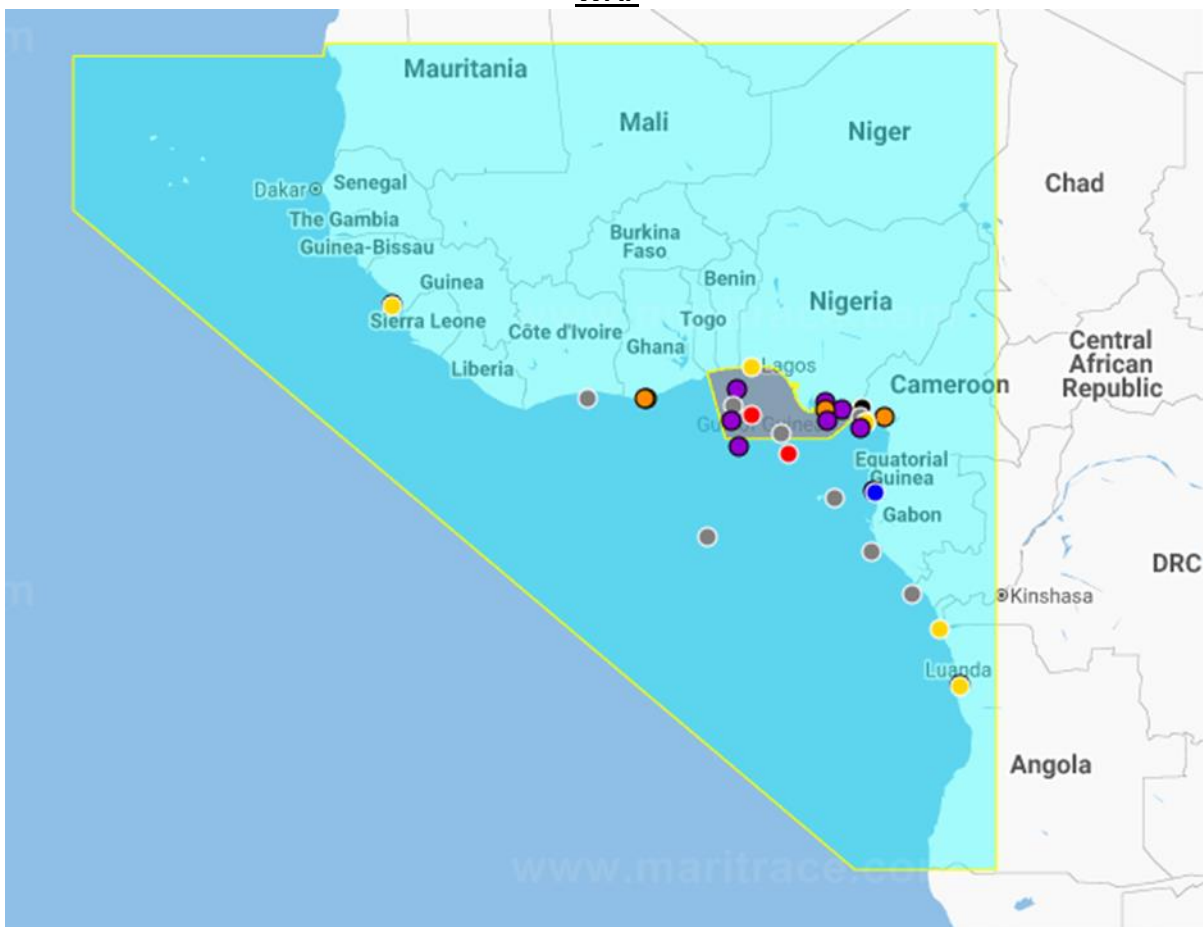 Mauritania
Mali
Niger
Chad
Dakar
Senegal
The Gambia
Guinea-Bissau
Burkina
Faso
Guinea
Benin
Nigeria
Sierra Leone
Côte d'Ivoire
Togo
Ghana
Central
African
Republic
Liberia
Lagos
Cameroon
Equatorial
Guinea
Gabon
DRC
Kinshasa
Luanda
Angola
www.maritrace.com